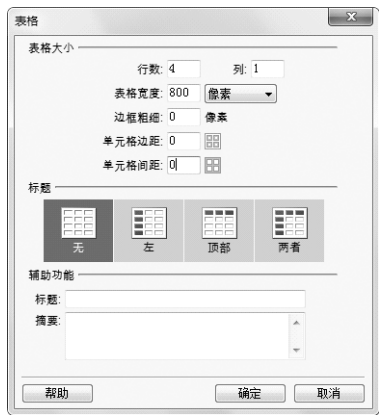 表格
表格大小
行数: 4 列: 1
表格宽度: 800 像素
边框粗细: 0 像素
单元格边距: 0
单元格间距: 0
标题
无 左 顶部 两者
辅助功能
标题:
摘要:
帮助 确定 取消